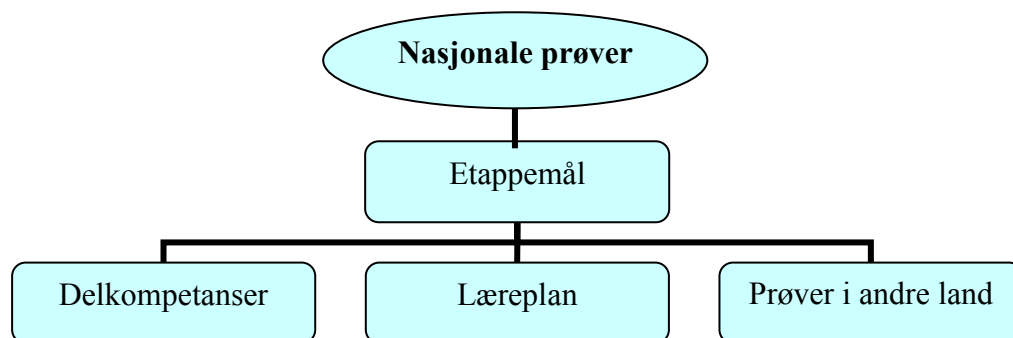 Nasjonale prøver
Etappemål
Delkompetanser
Læreplan
Prøver i andre land